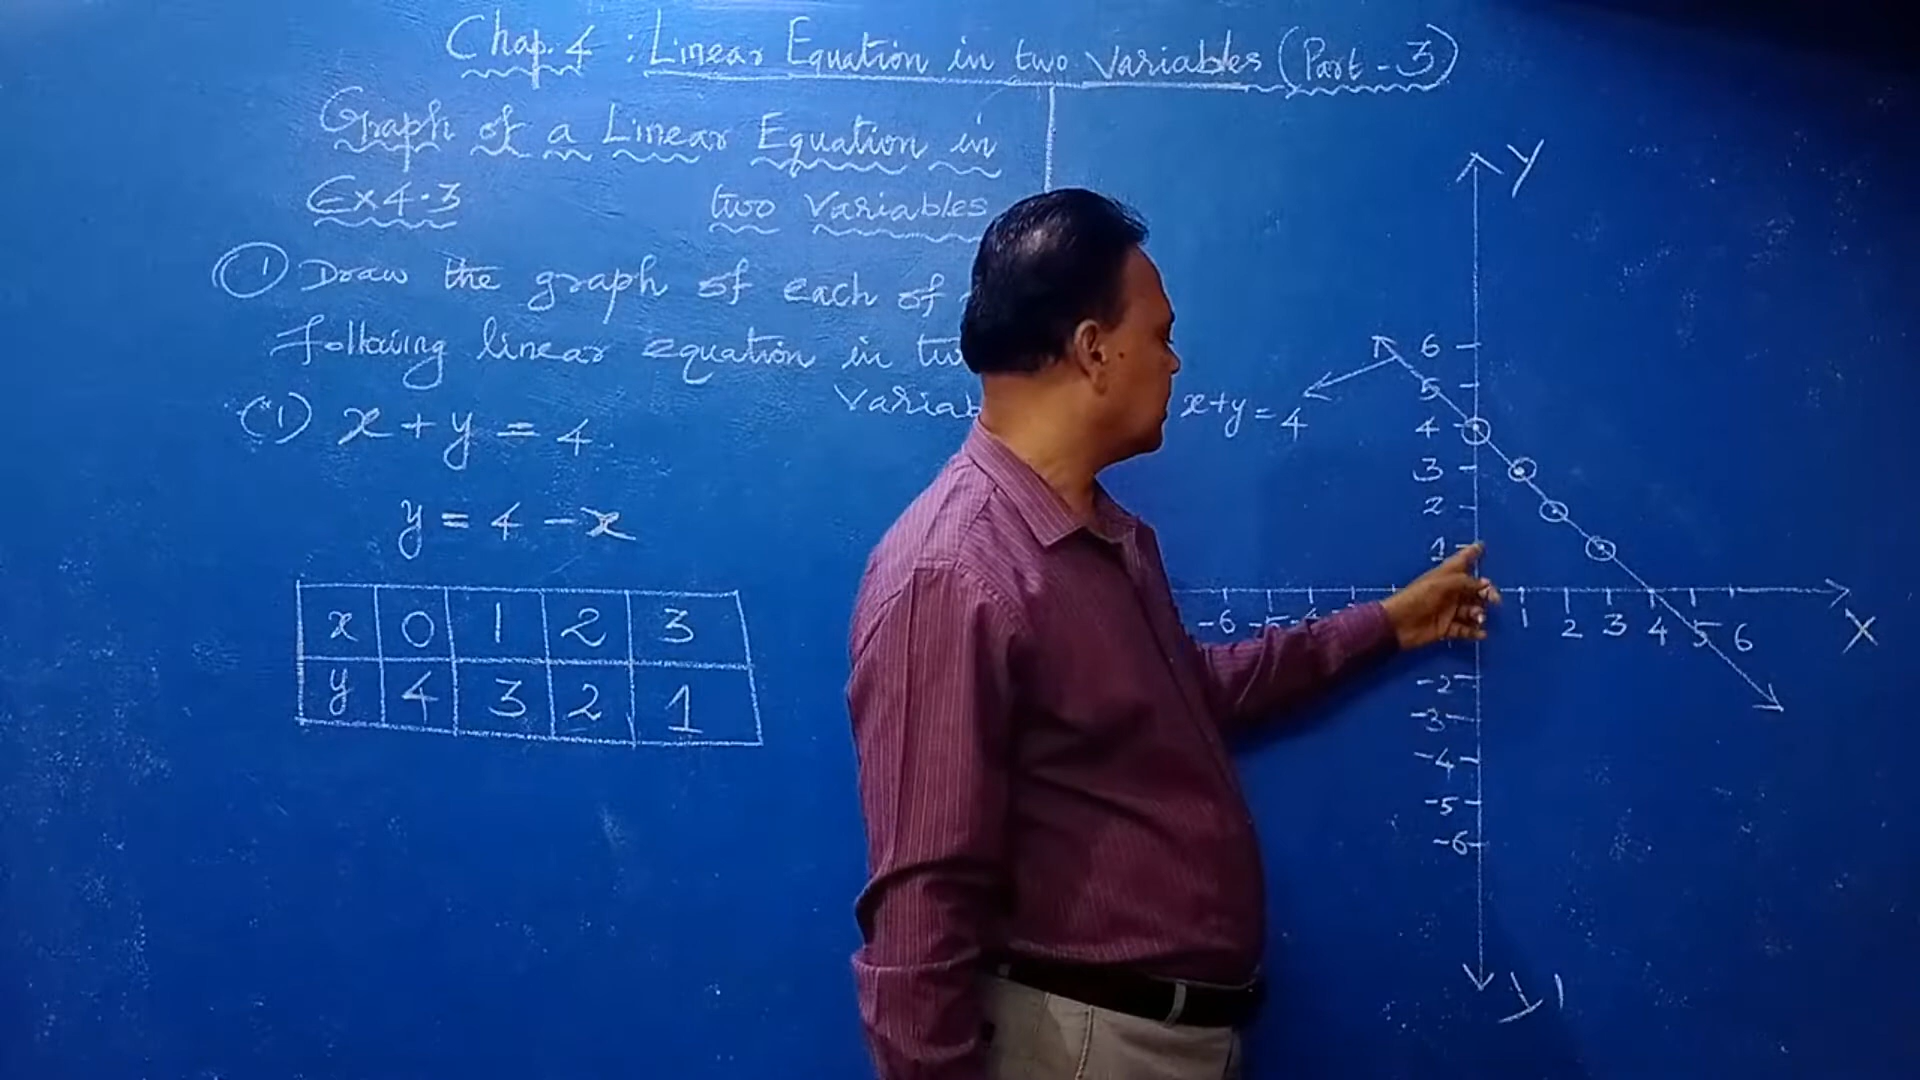 Chap. 4 : Linear Equation in two Variables (Part - 3)
Graph of a Linear Equation in
two Variables
Ex 4.3
① Draw the graph of each of
Following linear equation in
(1) x + y = 4.
y = 4 - x
x 0 1 2 3
y 4 3 2 1
Y
6
5
x+y = 4
4
3
2
1
-6 -5 -4 1 2 3 4 5 6 X
-2
-3
-4
-5
-6
Y'